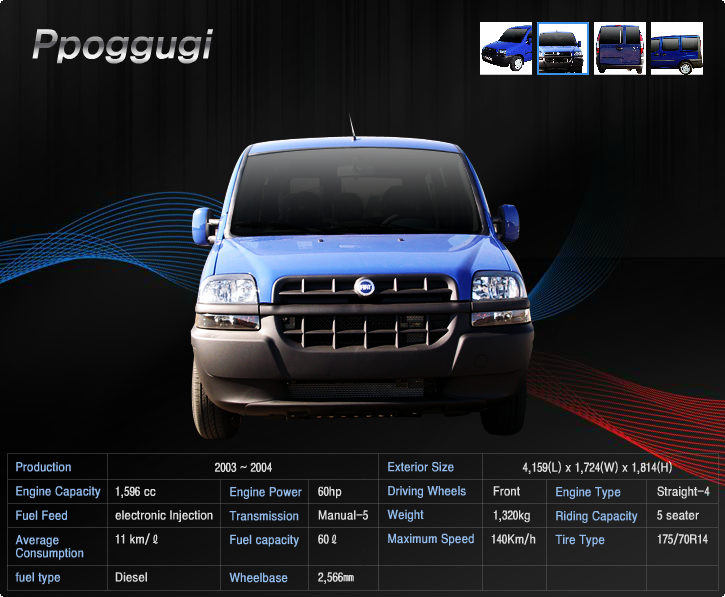 Ppoggugi
FIAT
Production 2003 ~ 2004 Exterior Size 4,159(L) x 1,724(W) x 1,814(H)
Engine Capacity 1,596 cc Engine Power 60hp Driving Wheels Front Engine Type Straight-4
Fuel Feed electronic Injection Transmission Manual-5 Weight 1,320kg Riding Capacity 5 seater
Average Consumption 11 km/ℓ Fuel capacity 60ℓ Maximum Speed 140Km/h Tire Type 175/70R14
fuel type Diesel Wheelbase 2,566㎜